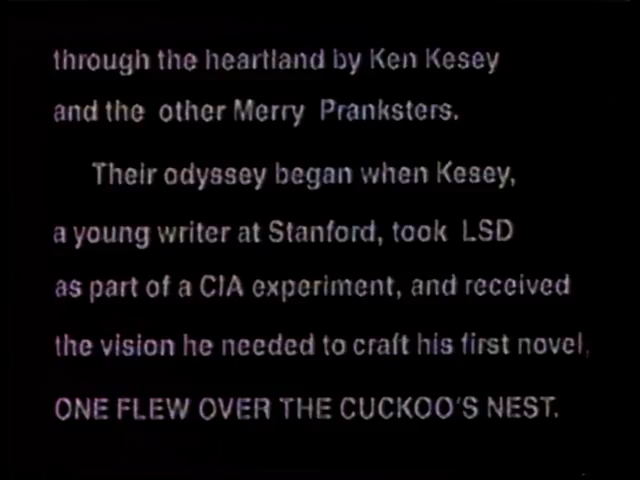 through the heartland by Ken Kesey
and the other Merry Pranksters.
Their odyssey began when Kesey,
a young writer at Stanford, took LSD
as part of a CIA experiment, and received
the vision he needed to craft his first novel,
ONE FLEW OVER THE CUCKOO'S NEST.